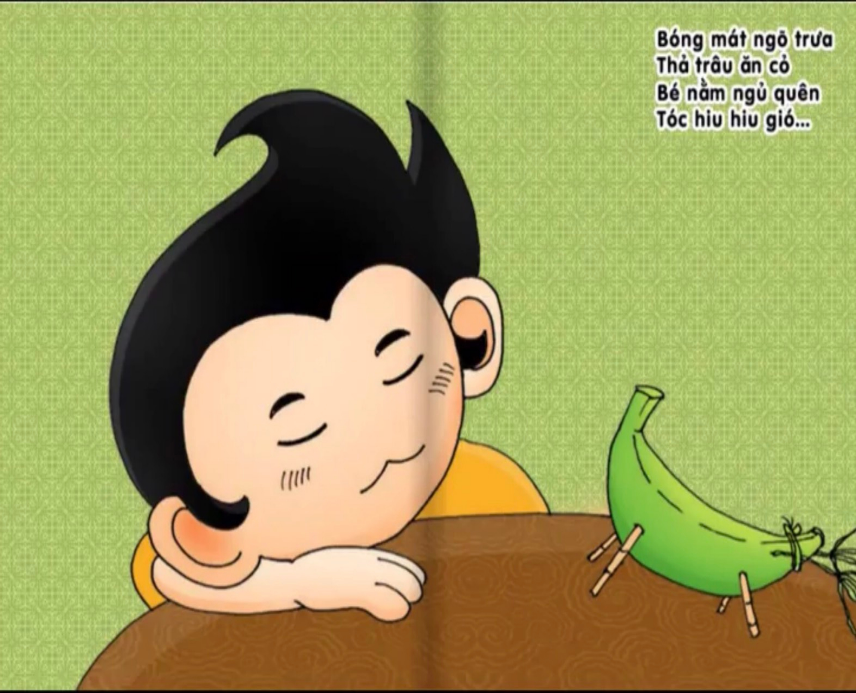 Bóng mát ngõ trưa
Thả trâu ăn cỏ
Bé nằm ngủ quên
Tóc hiu hiu gió...